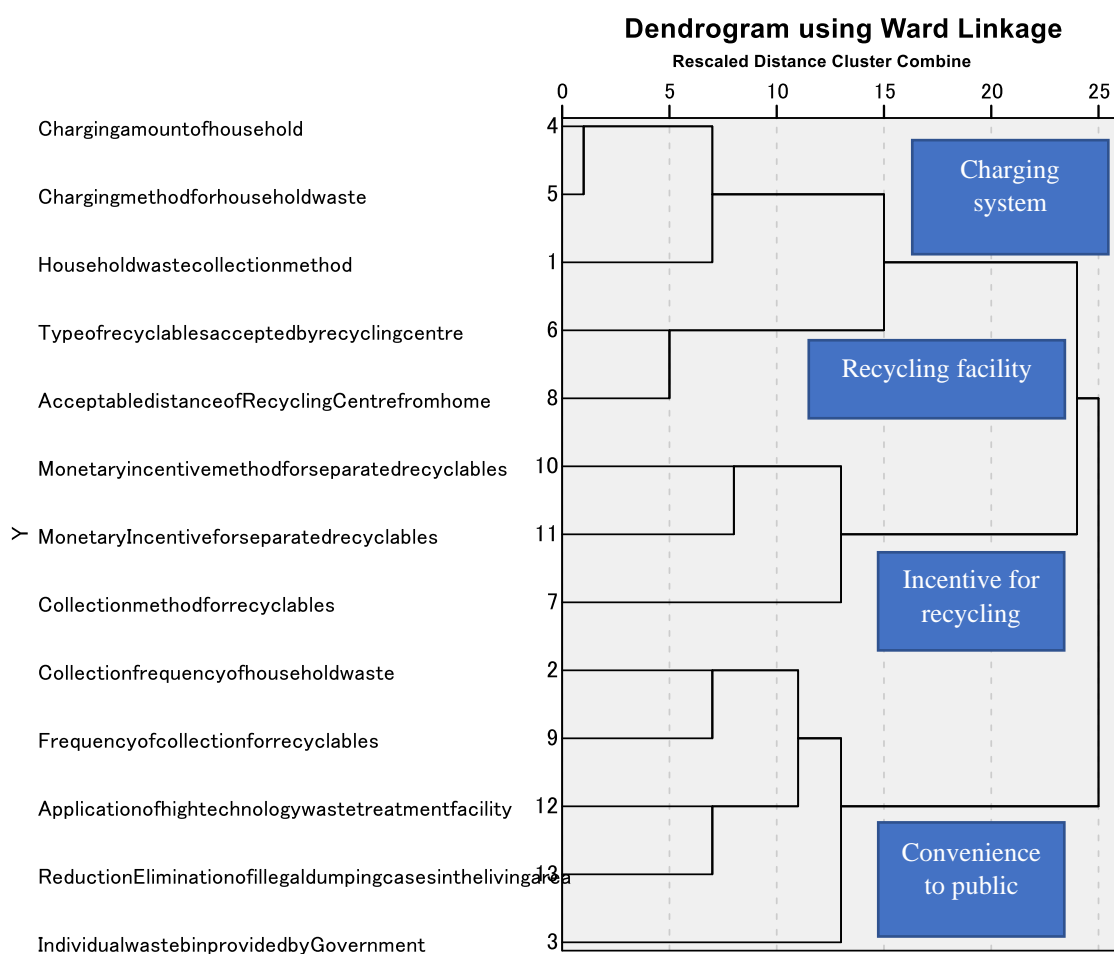 Dendrogram using Ward Linkage
Rescaled Distance Cluster Combine
0 5 10 15 20 25
Chargingamountofhousehold 4
Chargingmethodforhouseholdwaste 5
Householdwastecollectionmethod 1
Typeofrecyclablesacceptedbyrecyclingcentre 6
AcceptabledistanceofRecyclingCentrefromhome 8
Monetaryincentivemethodforseparatedrecyclables 10
Y MonetaryIncentiveforseparatedrecyclables 11
Collectionmethodforrecyclables 7
Collectionfrequencyofhouseholdwaste 2
Frequencyofcollectionforrecyclables 9
Applicationofhightechnologywastetreatmentfacility 12
ReductionEliminationofillegaldumpingcasesinthelivingarea 13
IndividualwastebinprovidedbyGovernment 3
Charging
system
Recycling facility
Incentive for
recycling
Convenience
to public